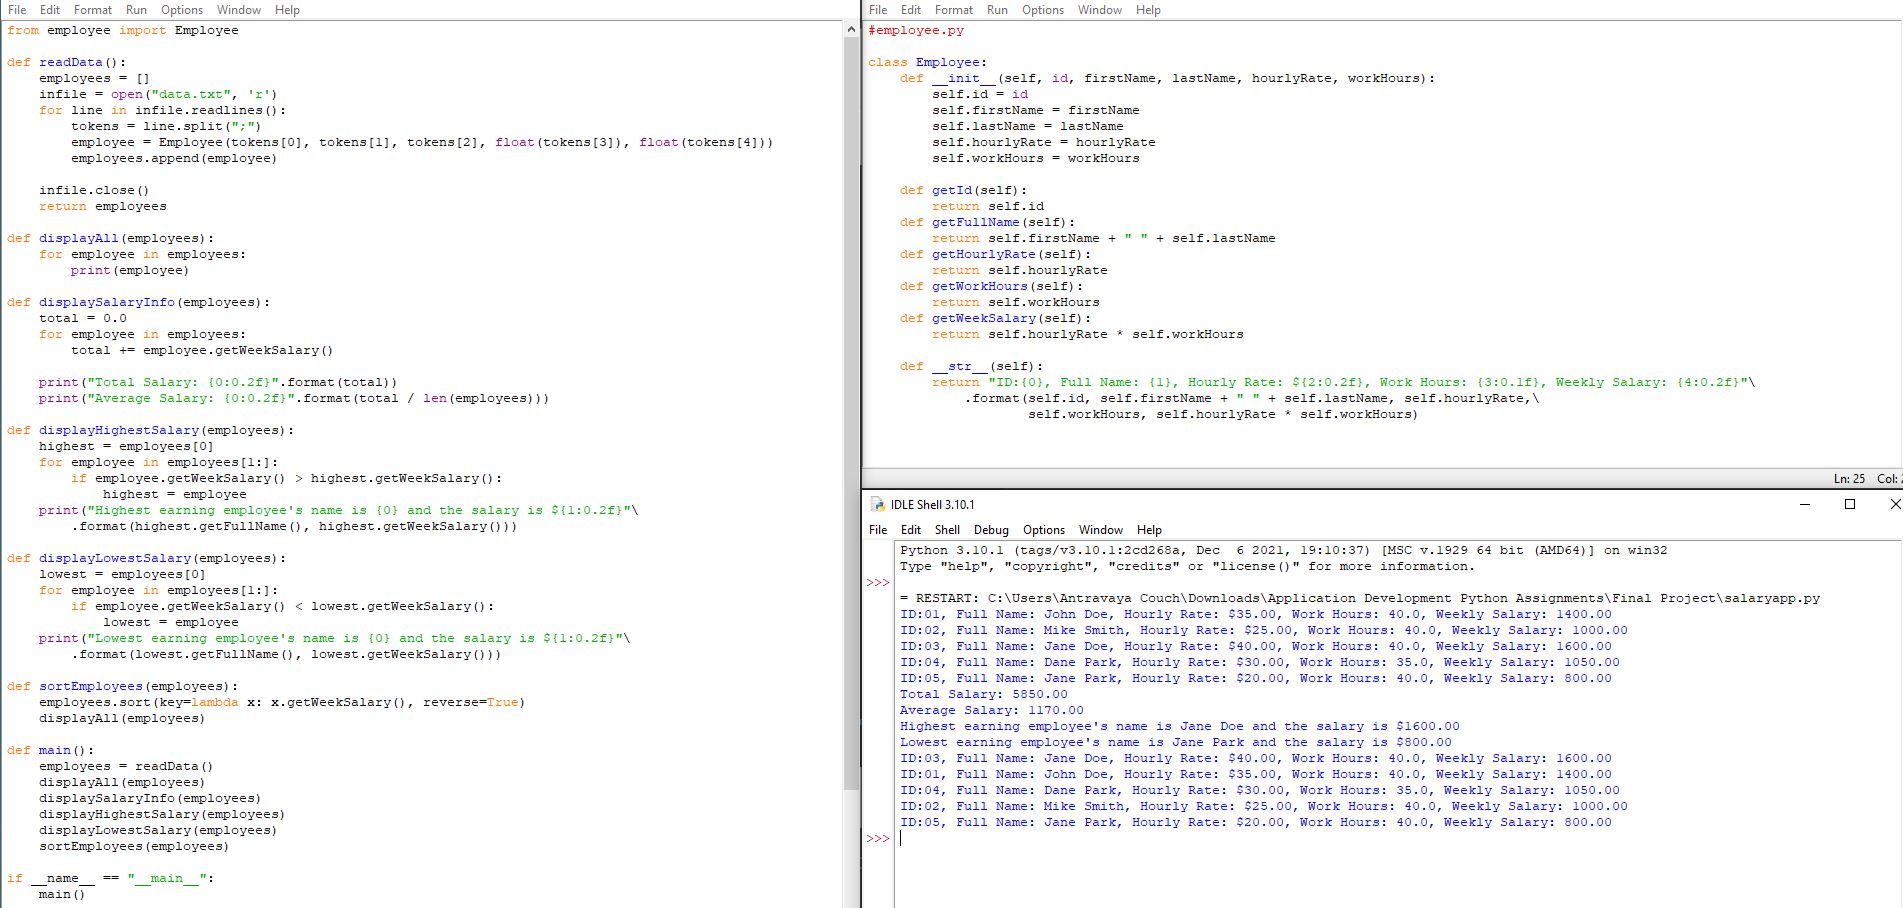 File Edit Format Run Options Window Help
from employee import Employee
def readData():
    employees = []
    infile = open("data.txt", 'r')
    for line in infile.readlines():
        tokens = line.split(";")
        employee = Employee(tokens[0], tokens[1], tokens[2], float(tokens[3]), float(tokens[4]))
        employees.append(employee)
    infile.close()
    return employees
def displayAll(employees):
    for employee in employees:
        print(employee)
def displaySalaryInfo(employees):
    total = 0.0
    for employee in employees:
        total += employee.getWeekSalary()
    print("Total Salary: {0:0.2f}".format(total))
    print("Average Salary: {0:0.2f}".format(total / len(employees)))
def displayHighestSalary(employees):
    highest = employees[0]
    for employee in employees[1:]:
        if employee.getWeekSalary() > highest.getWeekSalary():
            highest = employee
    print("Highest earning employee's name is {0} and the salary is ${1:0.2f}"\
        .format(highest.getFullName(), highest.getWeekSalary()))
def displayLowestSalary(employees):
    lowest = employees[0]
    for employee in employees[1:]:
        if employee.getWeekSalary() < lowest.getWeekSalary():
            lowest = employee
    print("Lowest earning employee's name is {0} and the salary is ${1:0.2f}"\
        .format(lowest.getFullName(), lowest.getWeekSalary()))
def sortEmployees(employees):
    employees.sort(key=lambda x: x.getWeekSalary(), reverse=True)
    displayAll(employees)
def main():
    employees = readData()
    displayAll(employees)
    displaySalaryInfo(employees)
    displayHighestSalary(employees)
    displayLowestSalary(employees)
    sortEmployees(employees)
if __name__ == "__main__":
    main()
File Edit Format Run Options Window Help
#employee.py
class Employee:
    def __init__(self, id, firstName, lastName, hourlyRate, workHours):
        self.id = id
        self.firstName = firstName
        self.lastName = lastName
        self.hourlyRate = hourlyRate
        self.workHours = workHours
    def getId(self):
        return self.id
    def getFullName(self):
        return self.firstName + " " + self.lastName
    def getHourlyRate(self):
        return self.hourlyRate
    def getWorkHours(self):
        return self.workHours
    def getWeekSalary(self):
        return self.hourlyRate * self.workHours
    def __str__(self):
        return "ID:{0}, Full Name: {1}, Hourly Rate: ${2:0.2f}, Work Hours: {3:0.1f}, Weekly Salary: {4:0.2f}"\
            .format(self.id, self.firstName + " " + self.lastName, self.hourlyRate,\
                    self.workHours, self.hourlyRate * self.workHours)
Ln: 25 Col:
IDLE Shell 3.10.1
File Edit Shell Debug Options Window Help
Python 3.10.1 (tags/v3.10.1:2cd268a, Dec  6 2021, 19:10:37) [MSC v.1929 64 bit (AMD64)] on win32
Type "help", "copyright", "credits" or "license()" for more information.
>>>
= RESTART: C:\Users\Antravaya Couch\Downloads\Application Development Python Assignments\Final Project\salaryapp.py
ID:01, Full Name: John Doe, Hourly Rate: $35.00, Work Hours: 40.0, Weekly Salary: 1400.00
ID:02, Full Name: Mike Smith, Hourly Rate: $25.00, Work Hours: 40.0, Weekly Salary: 1000.00
ID:03, Full Name: Jane Doe, Hourly Rate: $40.00, Work Hours: 40.0, Weekly Salary: 1600.00
ID:04, Full Name: Dane Park, Hourly Rate: $30.00, Work Hours: 35.0, Weekly Salary: 1050.00
ID:05, Full Name: Jane Park, Hourly Rate: $20.00, Work Hours: 40.0, Weekly Salary: 800.00
Total Salary: 5850.00
Average Salary: 1170.00
Highest earning employee's name is Jane Doe and the salary is $1600.00
Lowest earning employee's name is Jane Park and the salary is $800.00
ID:03, Full Name: Jane Doe, Hourly Rate: $40.00, Work Hours: 40.0, Weekly Salary: 1600.00
ID:01, Full Name: John Doe, Hourly Rate: $35.00, Work Hours: 40.0, Weekly Salary: 1400.00
ID:04, Full Name: Dane Park, Hourly Rate: $30.00, Work Hours: 35.0, Weekly Salary: 1050.00
ID:02, Full Name: Mike Smith, Hourly Rate: $25.00, Work Hours: 40.0, Weekly Salary: 1000.00
ID:05, Full Name: Jane Park, Hourly Rate: $20.00, Work Hours: 40.0, Weekly Salary: 800.00
>>>